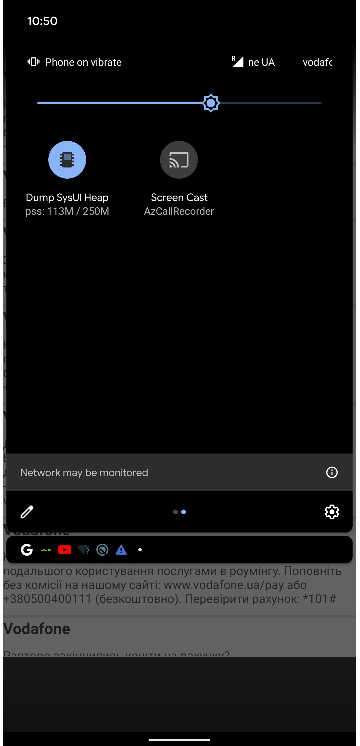 10:50
Phone on vibrate
R
ne UA
vodafc
Dump SysUI Heap
pss: 113M / 250M
Screen Cast
AzCallRecorder
Network may be monitored
Vodafone
G
подальшого користування послугами в роумінгу. Поповніть
без комісії на нашому сайті: www.vodafone.ua/pay або
+380500400111 (безкоштовно). Перевірити рахунок: *101#
Vodafone
Раптово закінчились кошти на рахунку?